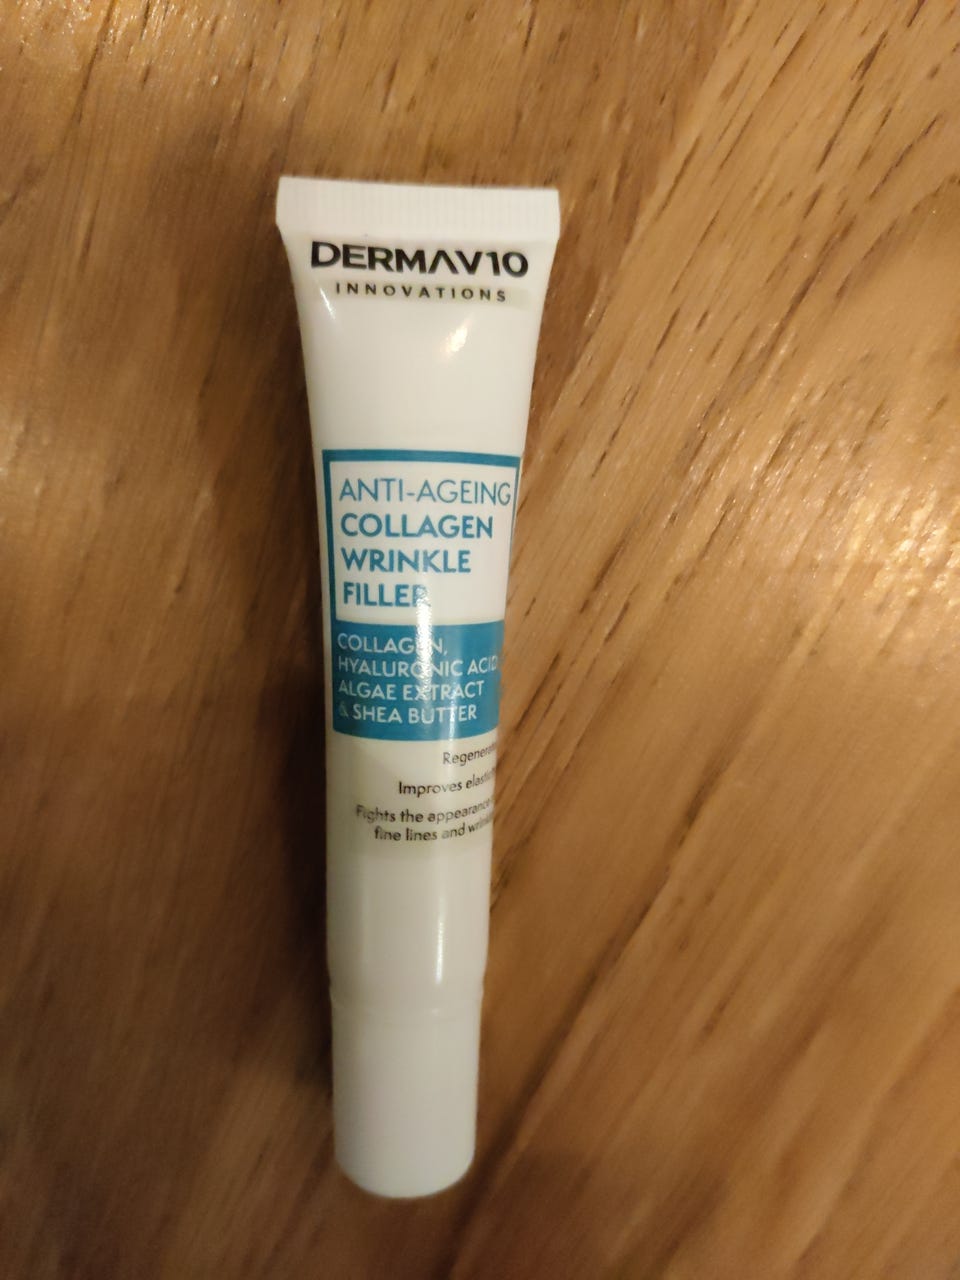 DERMAV10
INNOVATIONS
ANTI-AGEING
COLLAGEN
WRINKLE
FILLER
COLLAGEN,
HYALURONIC ACID
ALGAE EXTRACT
& SHEA BUTTER
Improves
Fights the appearance
fine lines and